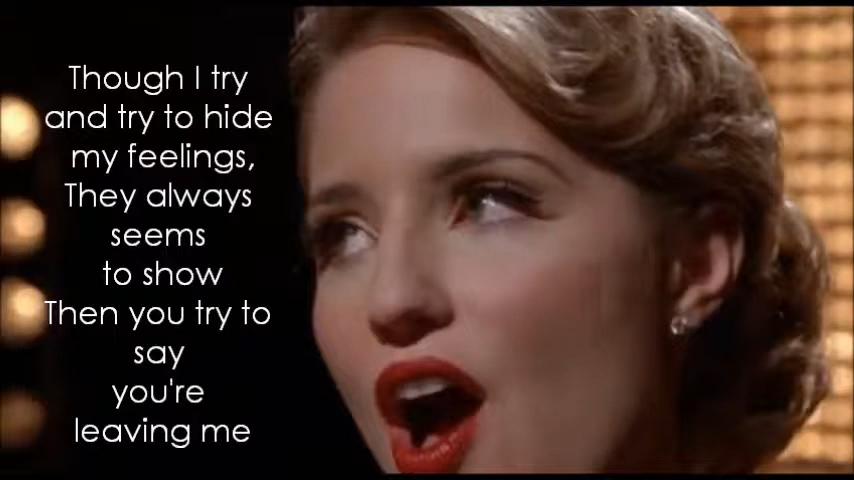 Though I try
and try to hide
my feelings,
They always
seems
to show
Then you try to
say
you're
leaving me